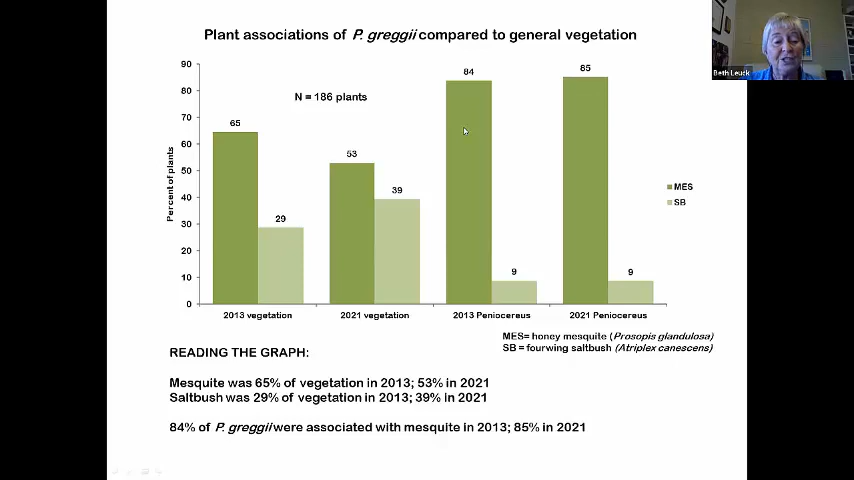 Plant associations of P. greggii compared to general vegetation
Beth Leuck
N = 186 plants
Percent of plants
90
80
70
60
50
40
30
20
10
0
65
29
53
39
84
9
85
9
MES
SB
2013 vegetation
2021 vegetation
2013 Peniocereus
2021 Peniocereus
MES= honey mesquite (Prosopis glandulosa)
SB = fourwing saltbush (Atriplex canescens)
READING THE GRAPH:
Mesquite was 65% of vegetation in 2013; 53% in 2021
Saltbush was 29% of vegetation in 2013; 39% in 2021
84% of P. greggii were associated with mesquite in 2013; 85% in 2021